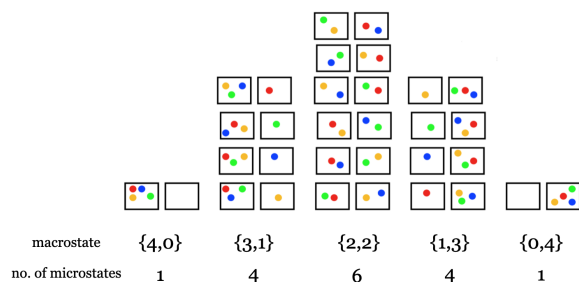 macrostate {4,0} {3,1} {2,2} {1,3} {0,4}
no. of microstates 1 4 6 4 1